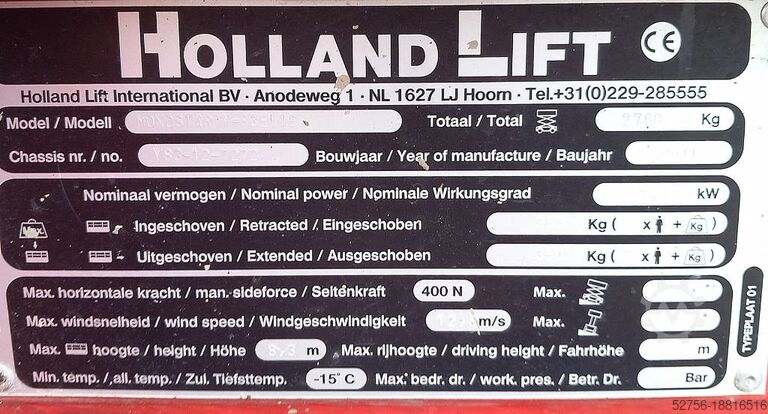 HOLLAND LIFT CE
Holland Lift International BV · Anodeweg 1 · NL 1627 LJ Hoorn · Tel.+31(0)229-285555
Model / Modell Totaal / Total Kg
Chassis nr. / no. Bouwjaar / Year of manufacture / Baujahr
Nominaal vermogen / Nominal power / Nominale Wirkungsgrad kW
Max. Ingeschoven / Retracted / Eingeschoben Kg ( x + Kg )
Uitgeschoven / Extended / Ausgeschoben Kg ( x + Kg )
Max. horizontale kracht / man. sideforce / Seitenkraft 400 N Max. °
Max. windsnelheid / wind speed / Windgeschwindigkeit m/s Max. °
Max. hoogte / height / Höhe m Max. rijhoogte / driving height / Fahrhöhe m
Min. temp. / all. temp. / Zul. Tiefsttemp. -15° C Max. bedr. dr. / work. pres. / Betr. Dr. Bar
TYPEPLAAT 01
52756-18816516